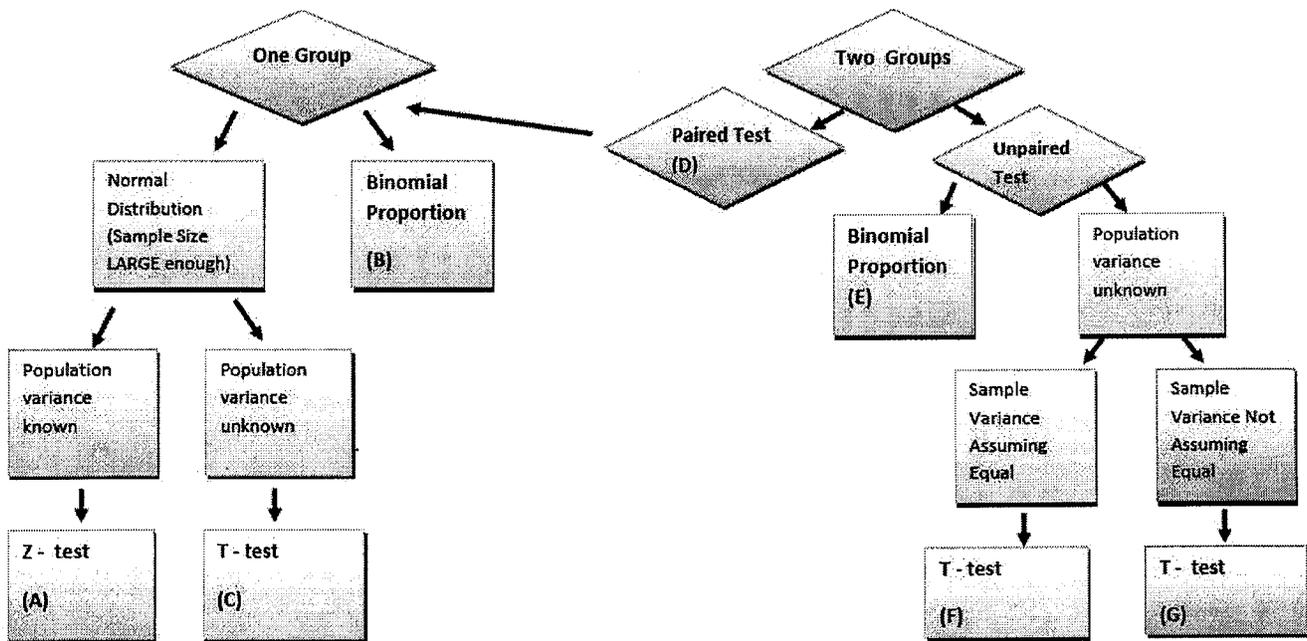 One Group
Two Groups
Paired Test
(D)
Unpaired
Test
Normal
Distribution
(Sample Size
LARGE enough)
Binomial
Proportion
(B)
Binomial
Proportion
(E)
Population
variance
unknown
Population
variance
known
Population
variance
unknown
Sample
Variance
Assuming
Equal
Sample
Variance Not
Assuming
Equal
Z - test
(A)
T - test
(C)
T - test
(F)
T - test
(G)